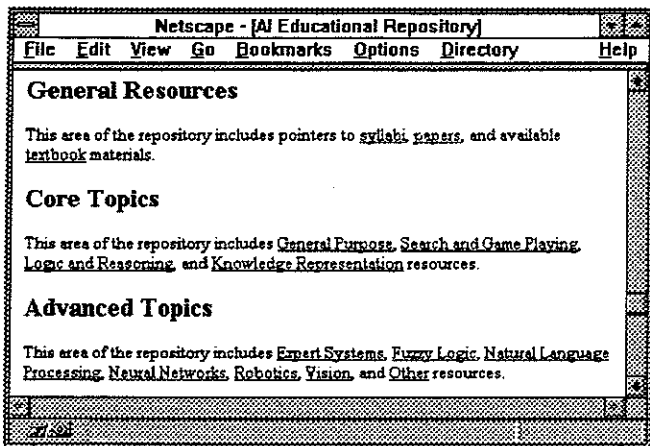 Netscape - [AI Educational Repository]
File Edit View Go Bookmarks Options Directory Help
General Resources
This area of the repository includes pointers to syllabi, papers, and available
textbook materials.
Core Topics
This area of the repository includes General Purpose, Search and Game Playing,
Logic and Reasoning, and Knowledge Representation resources.
Advanced Topics
This area of the repository includes Expert Systems, Fuzzy Logic, Natural Language
Processing, Neural Networks, Robotics, Vision, and Other resources.